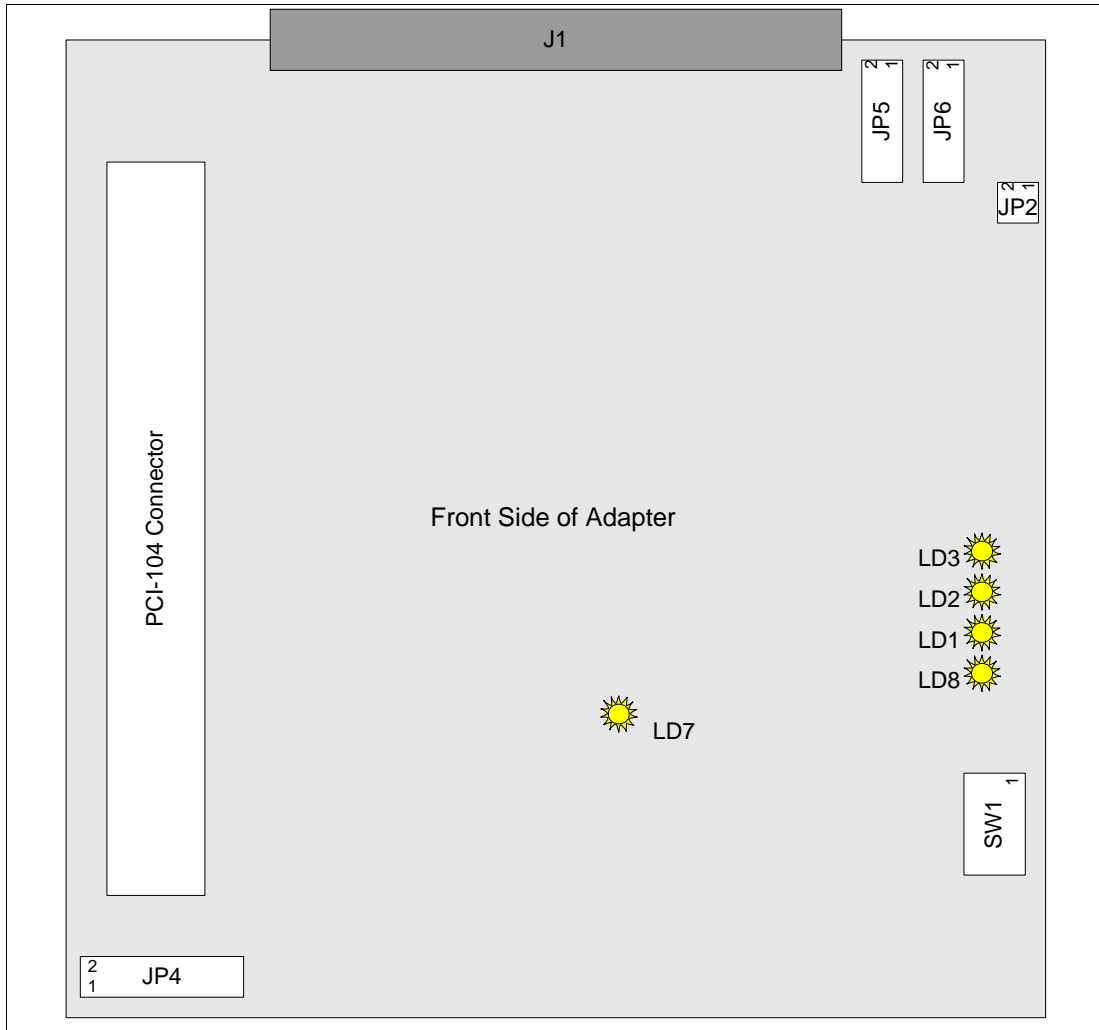 J1
2 1
JP5
2 1
JP6
2 1
JP2
PCI-104 Connector
Front Side of Adapter
LD3
LD2
LD1
LD8
LD7
1
SW1
2
1
JP4